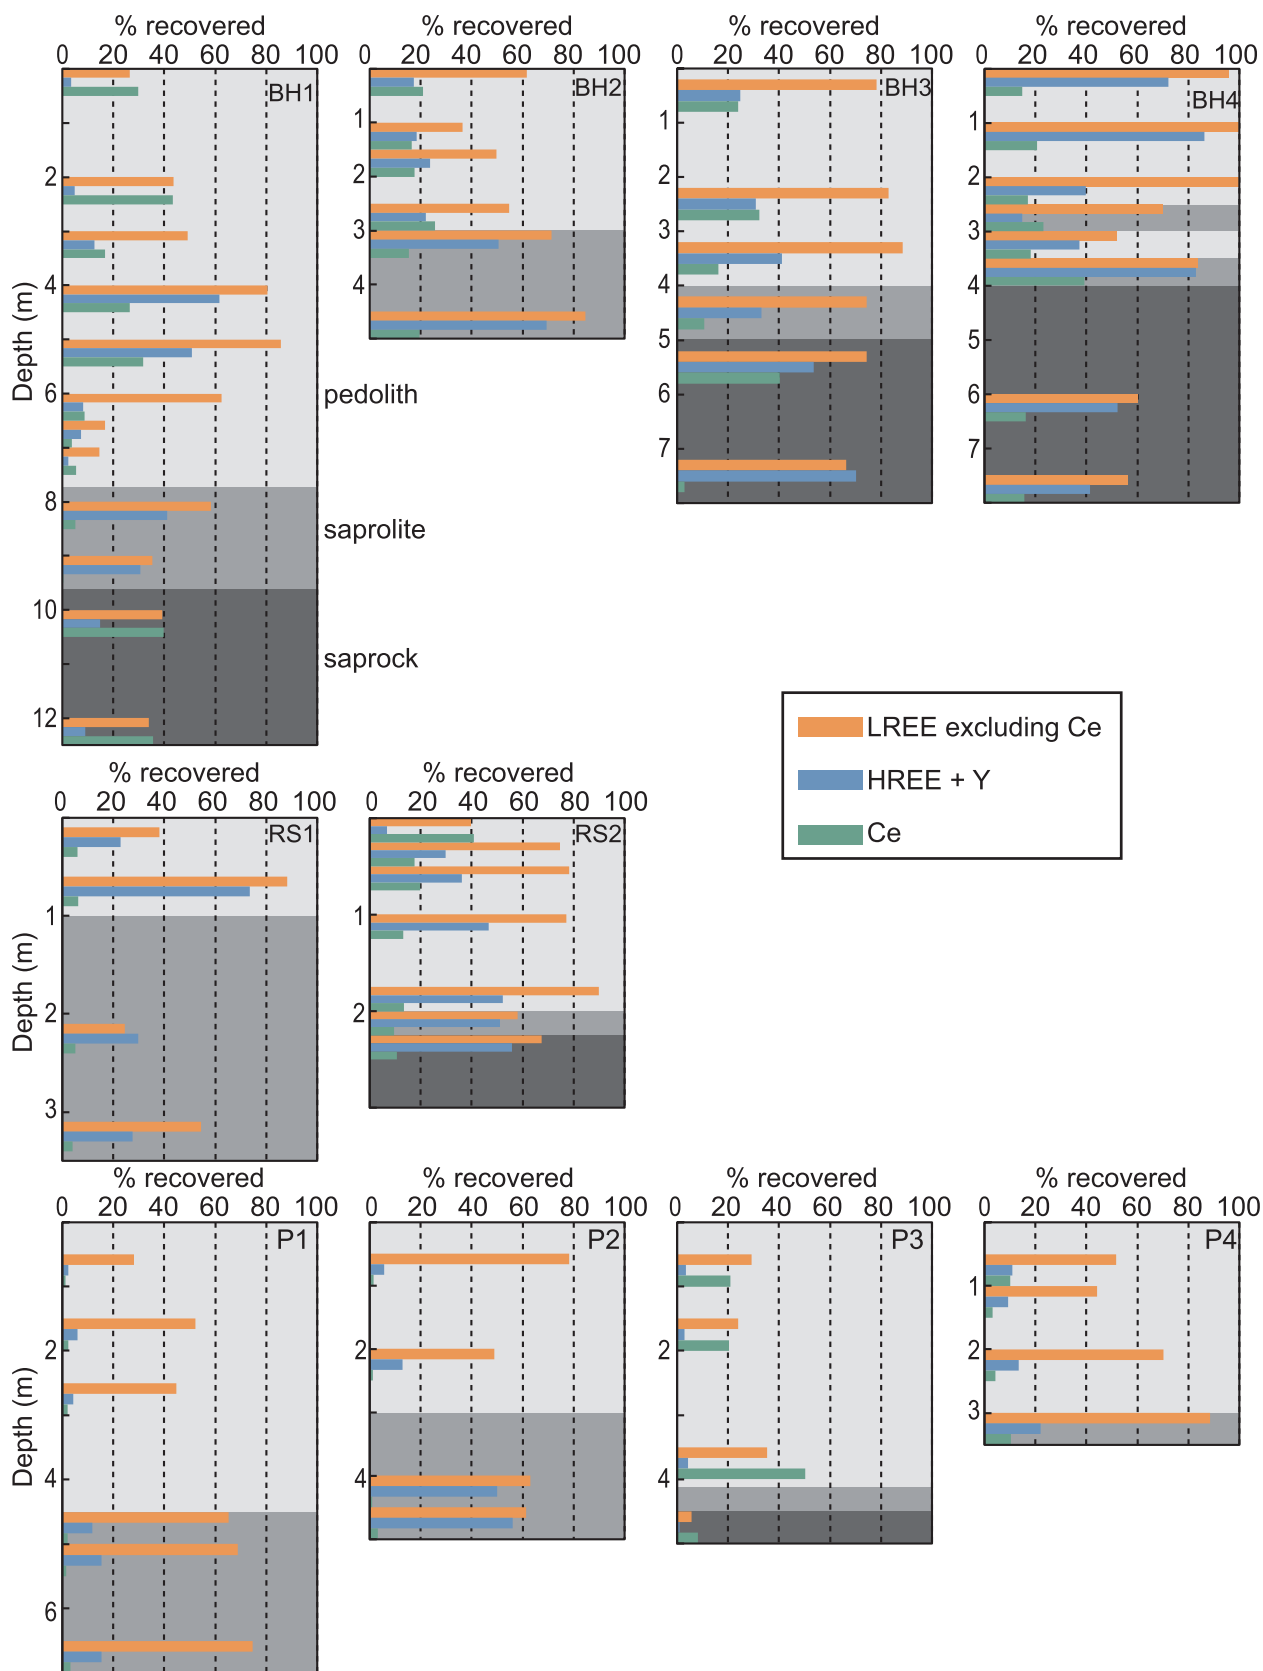 % recovered % recovered % recovered % recovered
0 20 40 60 80 100 0 20 40 60 80 100 0 20 40 60 80 100 0 20 40 60 80 100
BH1 BH2 BH3 BH4
Depth (m)
2
4
6
8
10
12
1
2
3
4
1
2
3
4
5
6
7
1
2
3
4
5
6
7
pedolith
saprolite
saprock
LREE excluding Ce
HREE + Y
Ce
% recovered % recovered
0 20 40 60 80 100 0 20 40 60 80 100
RS1 RS2
Depth (m)
1
2
3
1
2
% recovered % recovered % recovered % recovered
0 20 40 60 80 100 0 20 40 60 80 100 0 20 40 60 80 100 0 20 40 60 80 100
P1 P2 P3 P4
Depth (m)
2
4
6
2
4
2
4
1
2
3